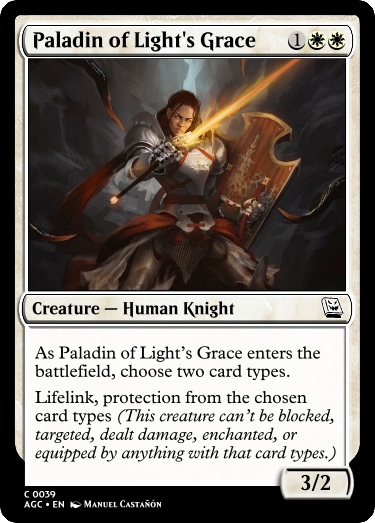 Paladin of Light's Grace 1
Creature — Human Knight
As Paladin of Light's Grace enters the
battlefield, choose two card types.
Lifelink, protection from the chosen
card types (This creature can't be blocked,
targeted, dealt damage, enchanted, or
equipped by anything with that card types.)
3/2
C 0039
AGC • EN Manuel Castañón